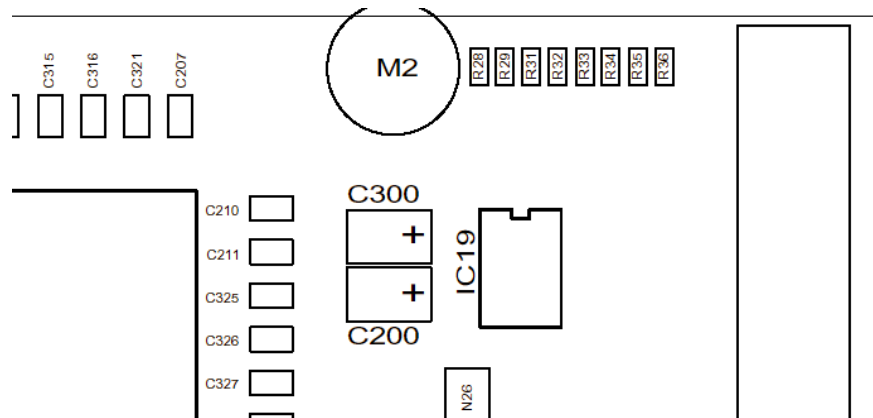 C315
C316
C321
C207
M2
R28
R29
R31
R32
R33
R34
R35
R36
C210
C211
C325
C326
C327
C300
+
+
C200
IC19
N26